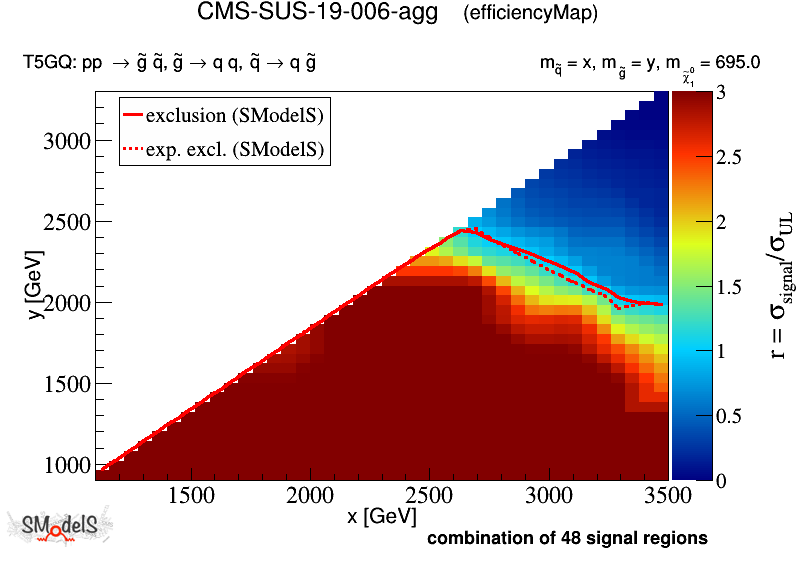 CMS-SUS-19-006-agg (efficiencyMap)
T5GQ: pp → g̃ q̃, g̃ → q q, q̃ → q g̃ m_q̃ = x, m_g̃ = y, m_χ̃⁰₁ = 695.0
exclusion (SModelS)
exp. excl. (SModelS)
y [GeV]
3000
2500
2000
1500
1000
1500 2000 2500 3000 3500
x [GeV]
3
2.5
2
1.5
1
0.5
0
r = σ_signal/σ_UL
SModelS
combination of 48 signal regions